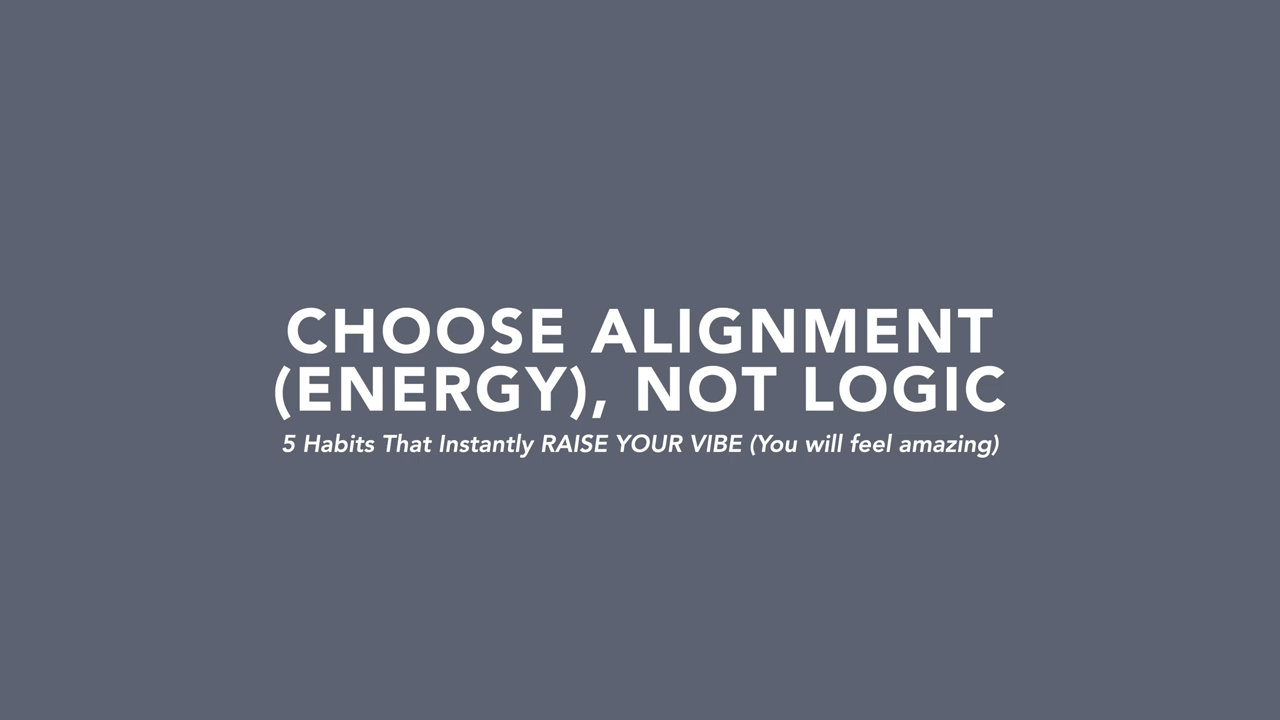 CHOOSE ALIGNMENT
(ENERGY), NOT LOGIC
5 Habits That Instantly RAISE YOUR VIBE (You will feel amazing)